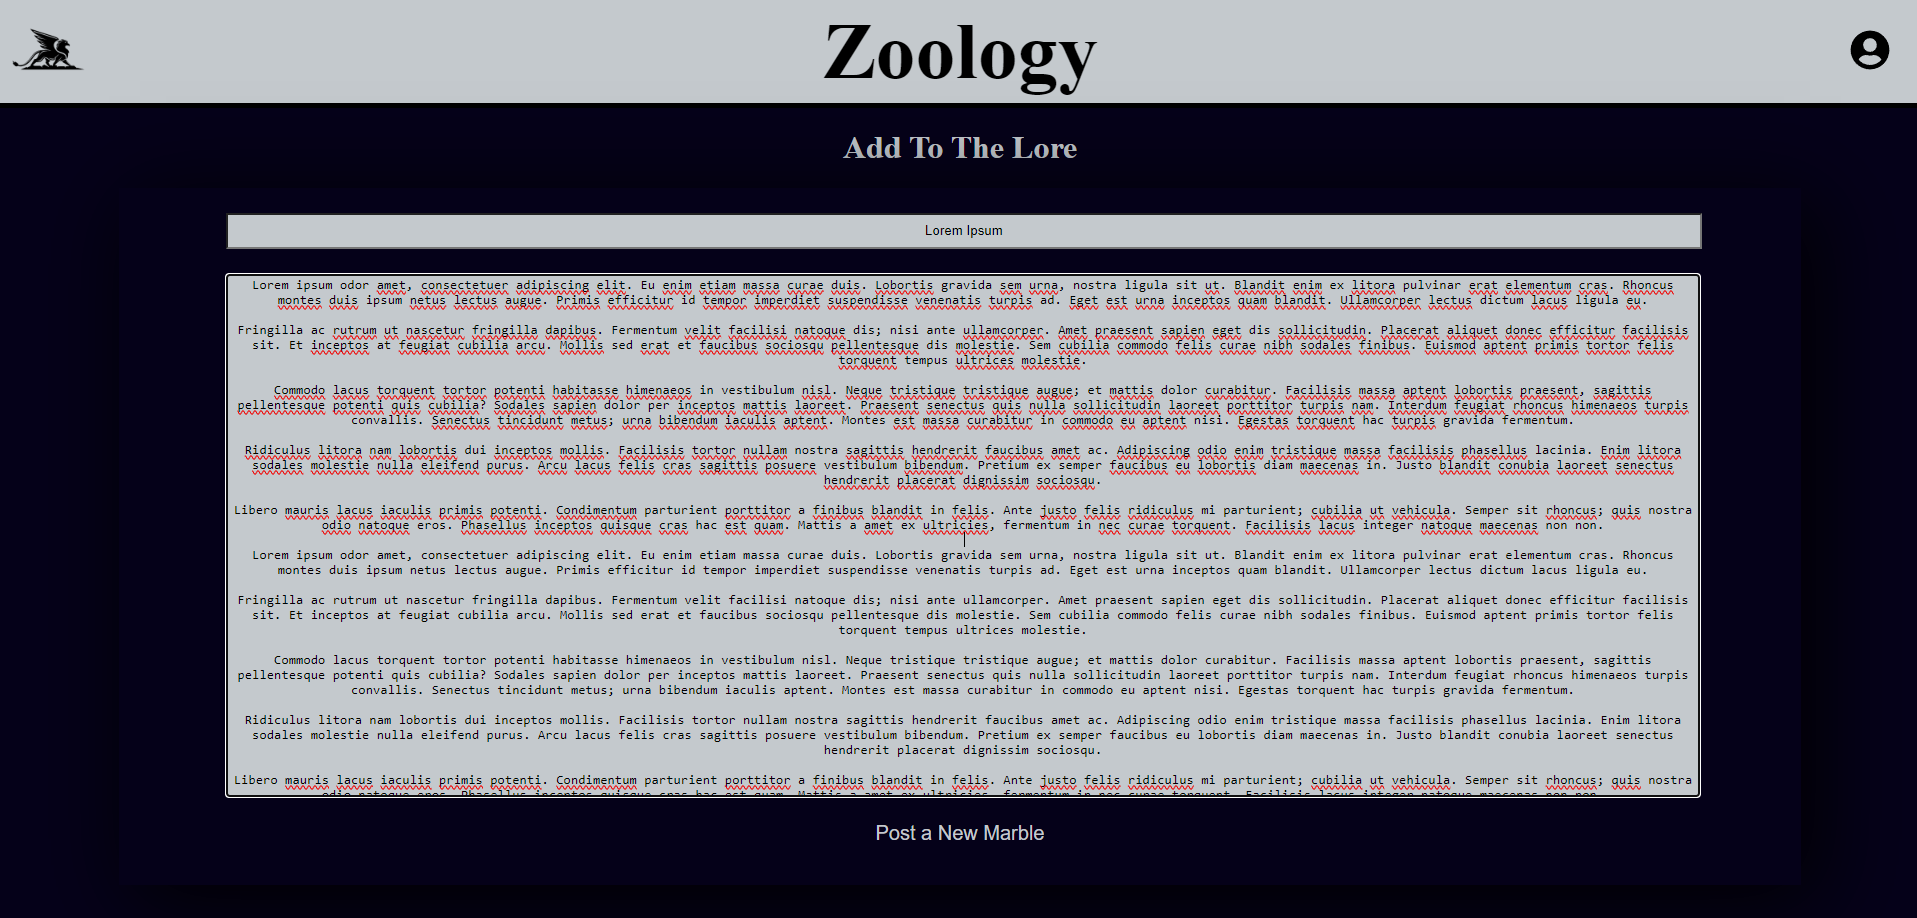 Zoology
Add To The Lore
Lorem Ipsum
Lorem ipsum odor amet, consectetuer adipiscing elit. Eu enim etiam massa curae duis. Lobortis gravida sem urna, nostra ligula sit ut. Blandit enim ex litora pulvinar erat elementum cras. Rhoncus
montes duis ipsum netus lectus augue. Primis efficitur id tempor imperdiet suspendisse venenatis turpis ad. Eget est urna inceptos quam blandit. Ullamcorper lectus dictum lacus ligula eu.
Fringilla ac rutrum ut nascetur fringilla dapibus. Fermentum velit facilisi natoque dis; nisi ante ullamcorper. Amet praesent sapien eget dis sollicitudin. Placerat aliquet donec efficitur facilisis
sit. Et inceptos at feugiat cubilia arcu. Mollis sed erat et faucibus sociosqu pellentesque dis molestie. Sem cubilia commodo felis curae nibh sodales finibus. Euismod aptent primis tortor felis
torquent tempus ultrices molestie.
Commodo lacus torquent tortor potenti habitasse himenaeos in vestibulum nisl. Neque tristique tristique augue; et mattis dolor curabitur. Facilisis massa aptent lobortis praesent, sagittis
pellentesque potenti quis cubilia? Sodales sapien dolor per inceptos mattis laoreet. Praesent senectus quis nulla sollicitudin laoreet porttitor turpis nam. Interdum feugiat rhoncus himenaeos turpis
convallis. Senectus tincidunt metus; urna bibendum iaculis aptent. Montes est massa curabitur in commodo eu aptent nisi. Egestas torquent hac turpis gravida fermentum.
Ridiculus litora nam lobortis dui inceptos mollis. Facilisis tortor nullam nostra sagittis hendrerit faucibus amet ac. Adipiscing odio enim tristique massa facilisis phasellus lacinia. Enim litora
sodales molestie nulla eleifend purus. Arcu lacus felis cras sagittis posuere vestibulum bibendum. Pretium ex semper faucibus eu lobortis diam maecenas in. Justo blandit conubia laoreet senectus
hendrerit placerat dignissim sociosqu.
Libero mauris lacus iaculis primis potenti. Condimentum parturient porttitor a finibus blandit in felis. Ante justo felis ridiculus mi parturient; cubilia ut vehicula. Semper sit rhoncus; quis nostra
odio natoque eros. Phasellus inceptos quisque cras hac est quam. Mattis a amet ex ultricies, fermentum in nec curae torquent. Facilisis lacus integer natoque maecenas non non.
Lorem ipsum odor amet, consectetuer adipiscing elit. Eu enim etiam massa curae duis. Lobortis gravida sem urna, nostra ligula sit ut. Blandit enim ex litora pulvinar erat elementum cras. Rhoncus
montes duis ipsum netus lectus augue. Primis efficitur id tempor imperdiet suspendisse venenatis turpis ad. Eget est urna inceptos quam blandit. Ullamcorper lectus dictum lacus ligula eu.
Fringilla ac rutrum ut nascetur fringilla dapibus. Fermentum velit facilisi natoque dis; nisi ante ullamcorper. Amet praesent sapien eget dis sollicitudin. Placerat aliquet donec efficitur facilisis
sit. Et inceptos at feugiat cubilia arcu. Mollis sed erat et faucibus sociosqu pellentesque dis molestie. Sem cubilia commodo felis curae nibh sodales finibus. Euismod aptent primis tortor felis
torquent tempus ultrices molestie.
Commodo lacus torquent tortor potenti habitasse himenaeos in vestibulum nisl. Neque tristique tristique augue; et mattis dolor curabitur. Facilisis massa aptent lobortis praesent, sagittis
pellentesque potenti quis cubilia? Sodales sapien dolor per inceptos mattis laoreet. Praesent senectus quis nulla sollicitudin laoreet porttitor turpis nam. Interdum feugiat rhoncus himenaeos turpis
convallis. Senectus tincidunt metus; urna bibendum iaculis aptent. Montes est massa curabitur in commodo eu aptent nisi. Egestas torquent hac turpis gravida fermentum.
Ridiculus litora nam lobortis dui inceptos mollis. Facilisis tortor nullam nostra sagittis hendrerit faucibus amet ac. Adipiscing odio enim tristique massa facilisis phasellus lacinia. Enim litora
sodales molestie nulla eleifend purus. Arcu lacus felis cras sagittis posuere vestibulum bibendum. Pretium ex semper faucibus eu lobortis diam maecenas in. Justo blandit conubia laoreet senectus
hendrerit placerat dignissim sociosqu.
Libero mauris lacus iaculis primis potenti. Condimentum parturient porttitor a finibus blandit in felis. Ante justo felis ridiculus mi parturient; cubilia ut vehicula. Semper sit rhoncus; quis nostra
odio natoque eros. Phasellus inceptos quisque cras hac est quam. Mattis a amet ex ultricies, fermentum in nec curae torquent. Facilisis lacus integer natoque maecenas non non.
Post a New Marble